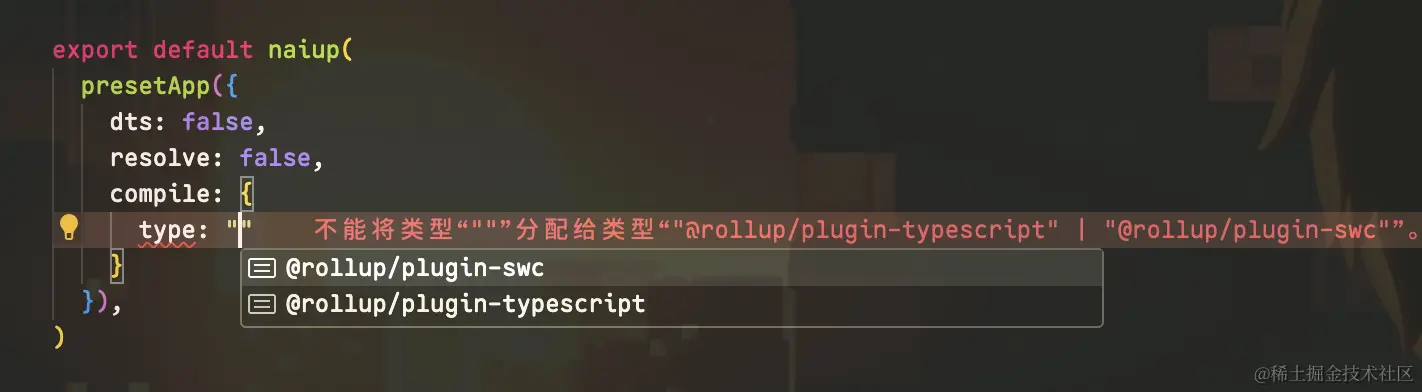 export default naiup(
presetApp({
dts: false,
resolve: false,
compile: {
type: "" 不能将类型“""”分配给类型“"@rollup/plugin-typescript" | "@rollup/plugin-swc"”。
@rollup/plugin-swc
}
@rollup/plugin-typescript
}),
)
@稀土掘金技术社区